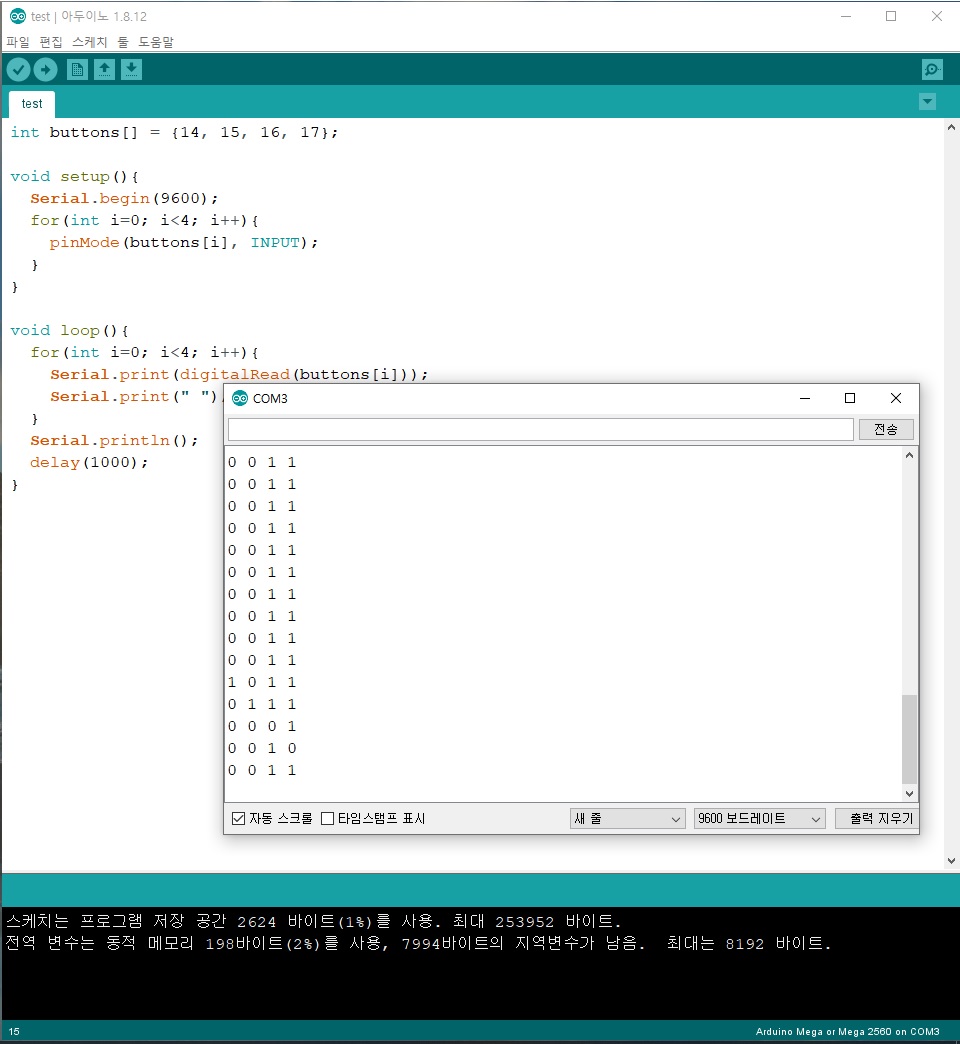 test | 아두이노 1.8.12
파일 편집 스케치 툴 도움말
test
int buttons[] = {14, 15, 16, 17};
void setup(){
Serial.begin(9600);
for(int i=0; i<4; i++){
pinMode(buttons[i], INPUT);
}
}
void loop(){
for(int i=0; i<4; i++){
Serial.print(digitalRead(buttons[i]));
Serial.print(" ")
}
Serial.println();
delay(1000);
}
COM3
전송
0 0 1 1
0 0 1 1
0 0 1 1
0 0 1 1
0 0 1 1
0 0 1 1
0 0 1 1
0 0 1 1
0 0 1 1
0 0 1 1
1 0 1 1
0 1 1 1
0 0 0 1
0 0 1 0
0 0 1 1
자동 스크롤 타임스탬프 표시 새 줄 9600 보드레이트 출력 지우기
스케치는 프로그램 저장 공간 2624 바이트(1%)를 사용. 최대 253952 바이트.
전역 변수는 동적 메모리 198바이트(2%)를 사용, 7994바이트의 지역변수가 남음.  최대는 8192 바이트.
15 Arduino Mega or Mega 2560 on COM3